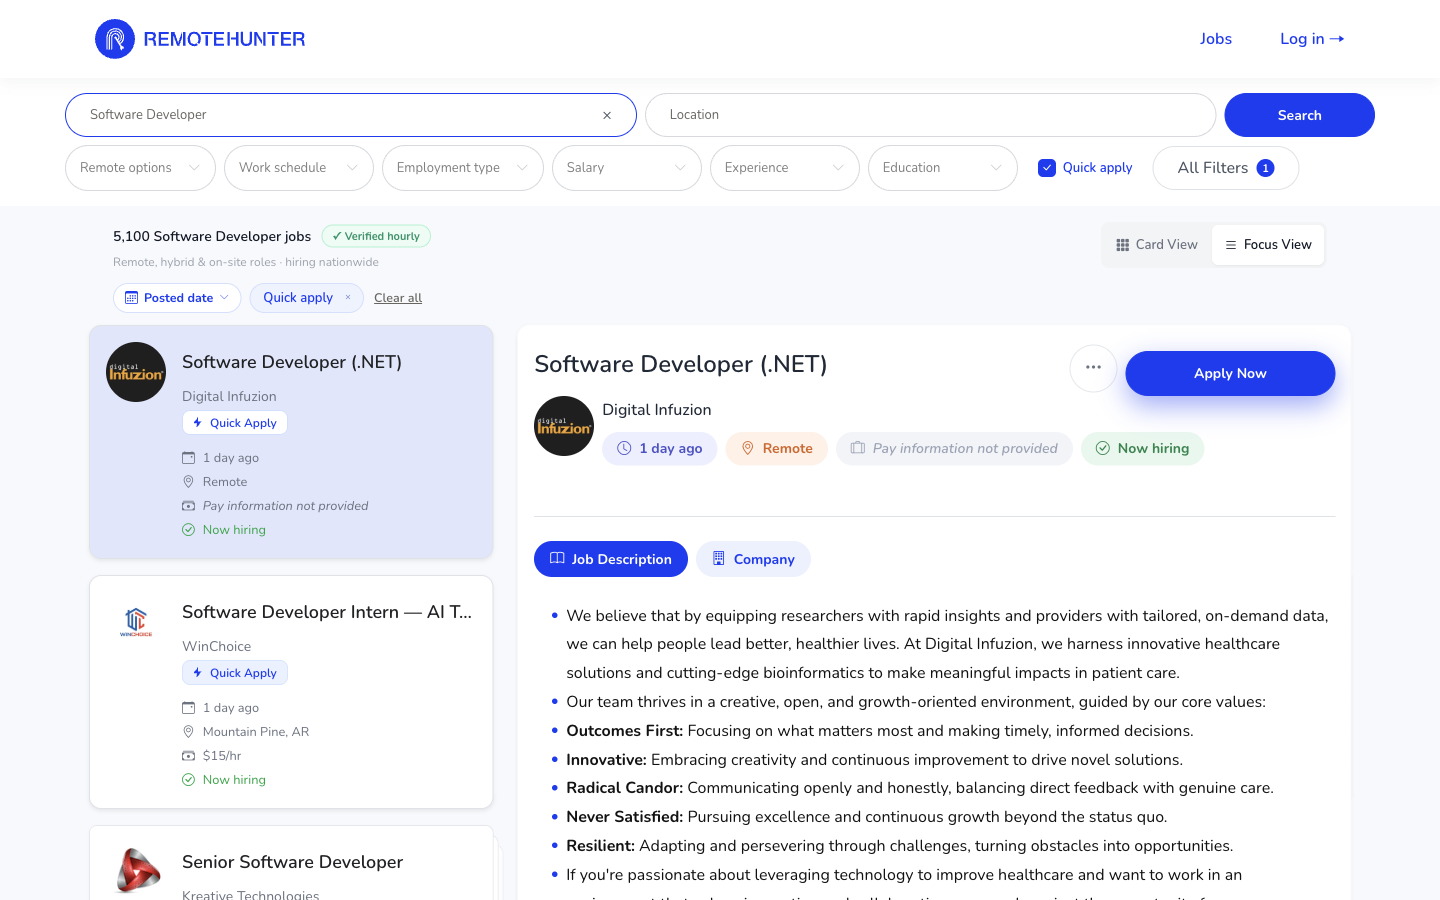 REMOTEHUNTER
Jobs
Log in →
Software Developer ×
Location
Search
Remote options
Work schedule
Employment type
Salary
Experience
Education
Quick apply
All Filters 1
5,100 Software Developer jobs
✓ Verified hourly
Remote, hybrid & on-site roles · hiring nationwide
Card View
Focus View
Posted date
Quick apply ×
Clear all
digital
Infuzion
Software Developer (.NET)
Digital Infuzion
Quick Apply
1 day ago
Remote
Pay information not provided
Now hiring
WINCHOICE
Software Developer Intern — AI T...
WinChoice
Quick Apply
1 day ago
Mountain Pine, AR
$15/hr
Now hiring
Senior Software Developer
Kreative Technologies
Software Developer (.NET)
...
Apply Now
digital
Infuzion
Digital Infuzion
1 day ago
Remote
Pay information not provided
Now hiring
Job Description
Company
• We believe that by equipping researchers with rapid insights and providers with tailored, on-demand data,
we can help people lead better, healthier lives. At Digital Infuzion, we harness innovative healthcare
solutions and cutting-edge bioinformatics to make meaningful impacts in patient care.
• Our team thrives in a creative, open, and growth-oriented environment, guided by our core values:
• Outcomes First: Focusing on what matters most and making timely, informed decisions.
• Innovative: Embracing creativity and continuous improvement to drive novel solutions.
• Radical Candor: Communicating openly and honestly, balancing direct feedback with genuine care.
• Never Satisfied: Pursuing excellence and continuous growth beyond the status quo.
• Resilient: Adapting and persevering through challenges, turning obstacles into opportunities.
• If you're passionate about leveraging technology to improve healthcare and want to work in an